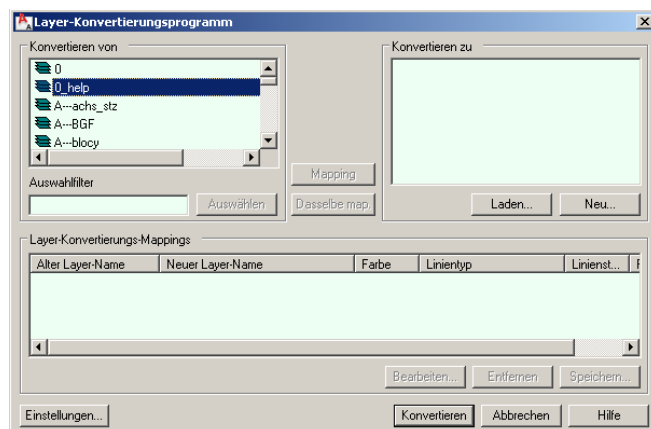 Layer-Konvertierungsprogramm
Konvertieren von
0
0_help
A---achs_stz
A---BGF
A---blocy
Auswahlfilter
Auswählen
Mapping
Dasselbe map.
Konvertieren zu
Laden...
Neu...
Layer-Konvertierungs-Mappings
Alter Layer-Name Neuer Layer-Name Farbe Linientyp Linienst...
Bearbeiten... Entfernen Speichern...
Einstellungen... Konvertieren Abbrechen Hilfe